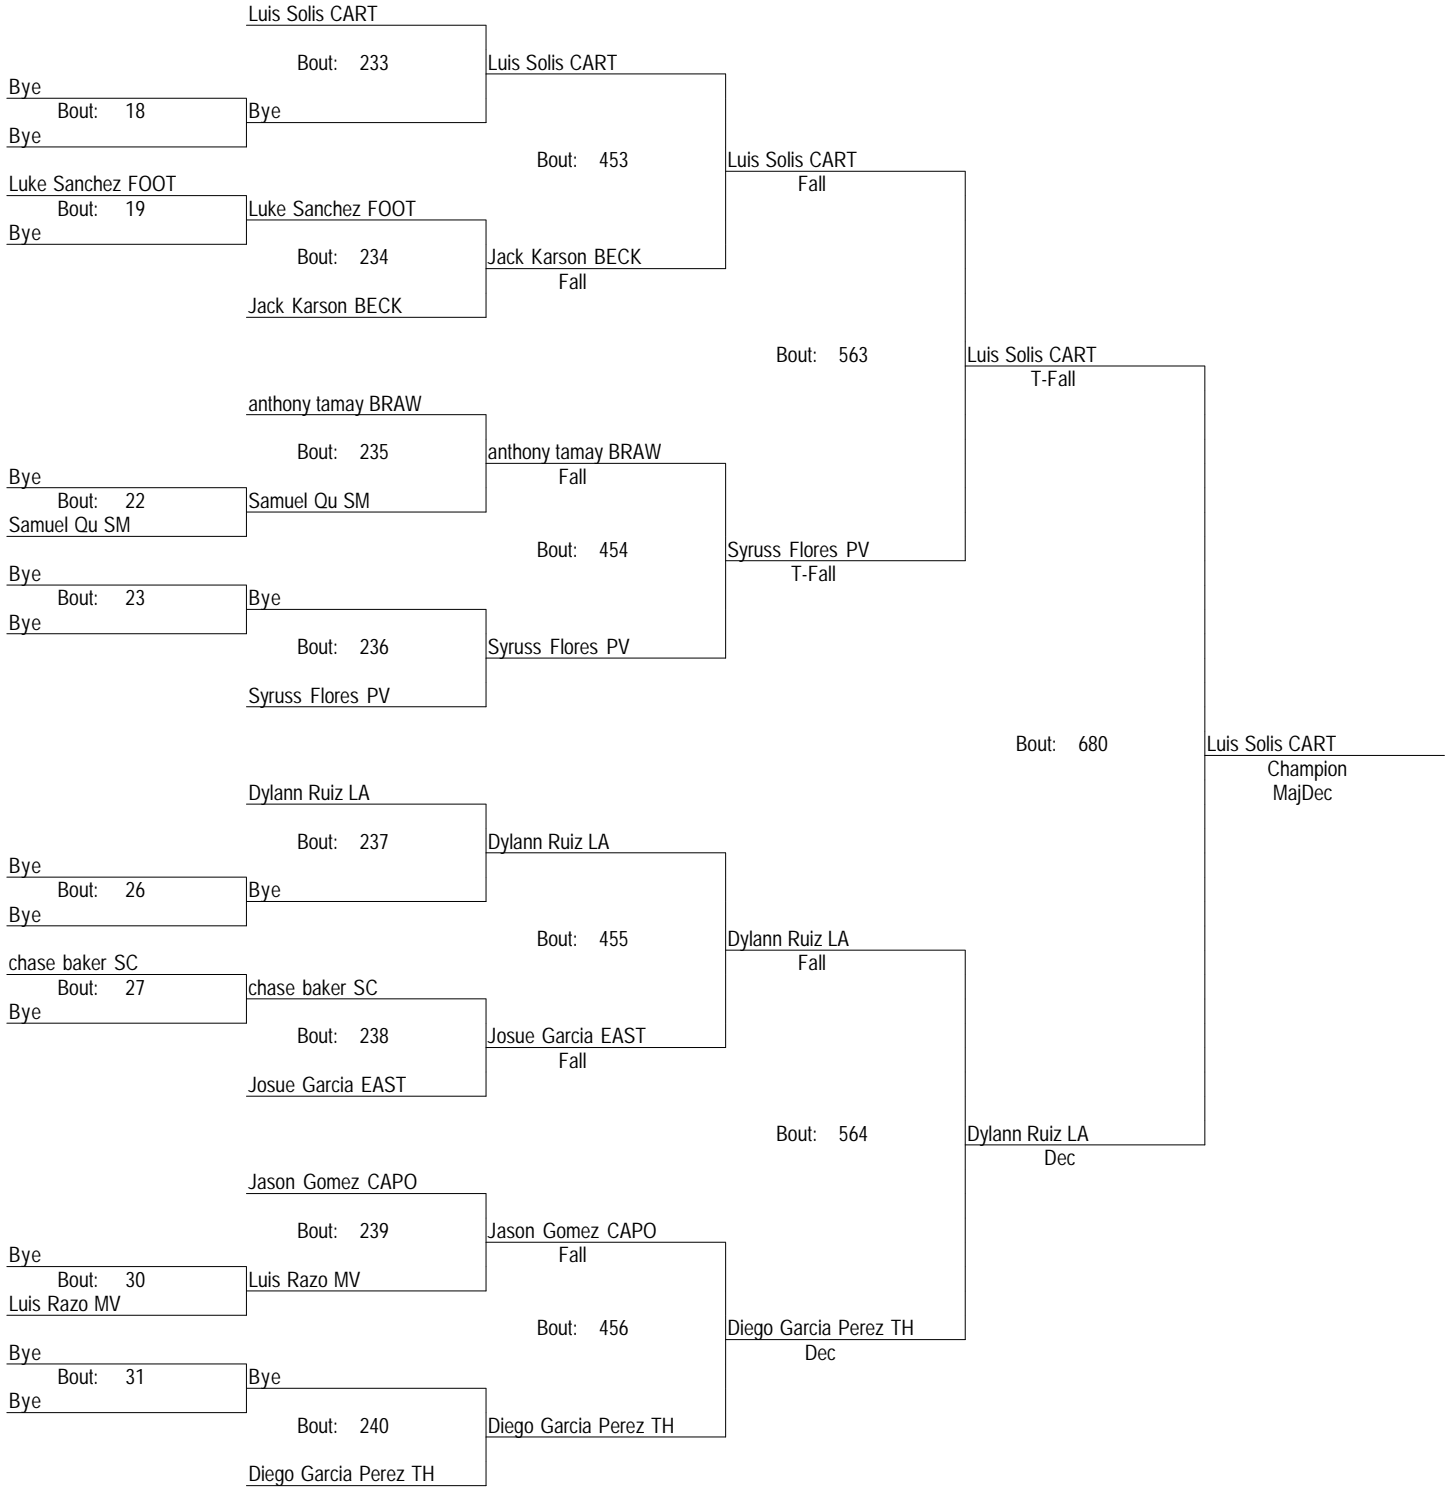 Luis Solis CART
Bout: 233 Luis Solis CART
Bye
Bout: 18 Bye
Bye
Bout: 453 Luis Solis CART
Luke Sanchez FOOT Fall
Bout: 19 Luke Sanchez FOOT
Bye
Bout: 234 Jack Karson BECK
Fall
Jack Karson BECK
Bout: 563 Luis Solis CART
T-Fall
anthony tamay BRAW
Bout: 235 anthony tamay BRAW
Bye Fall
Bout: 22 Samuel Qu SM
Samuel Qu SM
Bout: 454 Syruss Flores PV
Bye T-Fall
Bout: 23 Bye
Bye
Bout: 236 Syruss Flores PV
Syruss Flores PV
Bout: 680 Luis Solis CART
Champion
Dylann Ruiz LA MajDec
Bout: 237 Dylann Ruiz LA
Bye
Bout: 26 Bye
Bye
Bout: 455 Dylann Ruiz LA
chase baker SC Fall
Bout: 27 chase baker SC
Bye
Bout: 238 Josue Garcia EAST
Fall
Josue Garcia EAST
Bout: 564 Dylann Ruiz LA
Dec
Jason Gomez CAPO
Bout: 239 Jason Gomez CAPO
Bye Fall
Bout: 30 Luis Razo MV
Luis Razo MV
Bout: 456 Diego Garcia Perez TH
Bye Dec
Bout: 31 Bye
Bye
Bout: 240 Diego Garcia Perez TH
Diego Garcia Perez TH